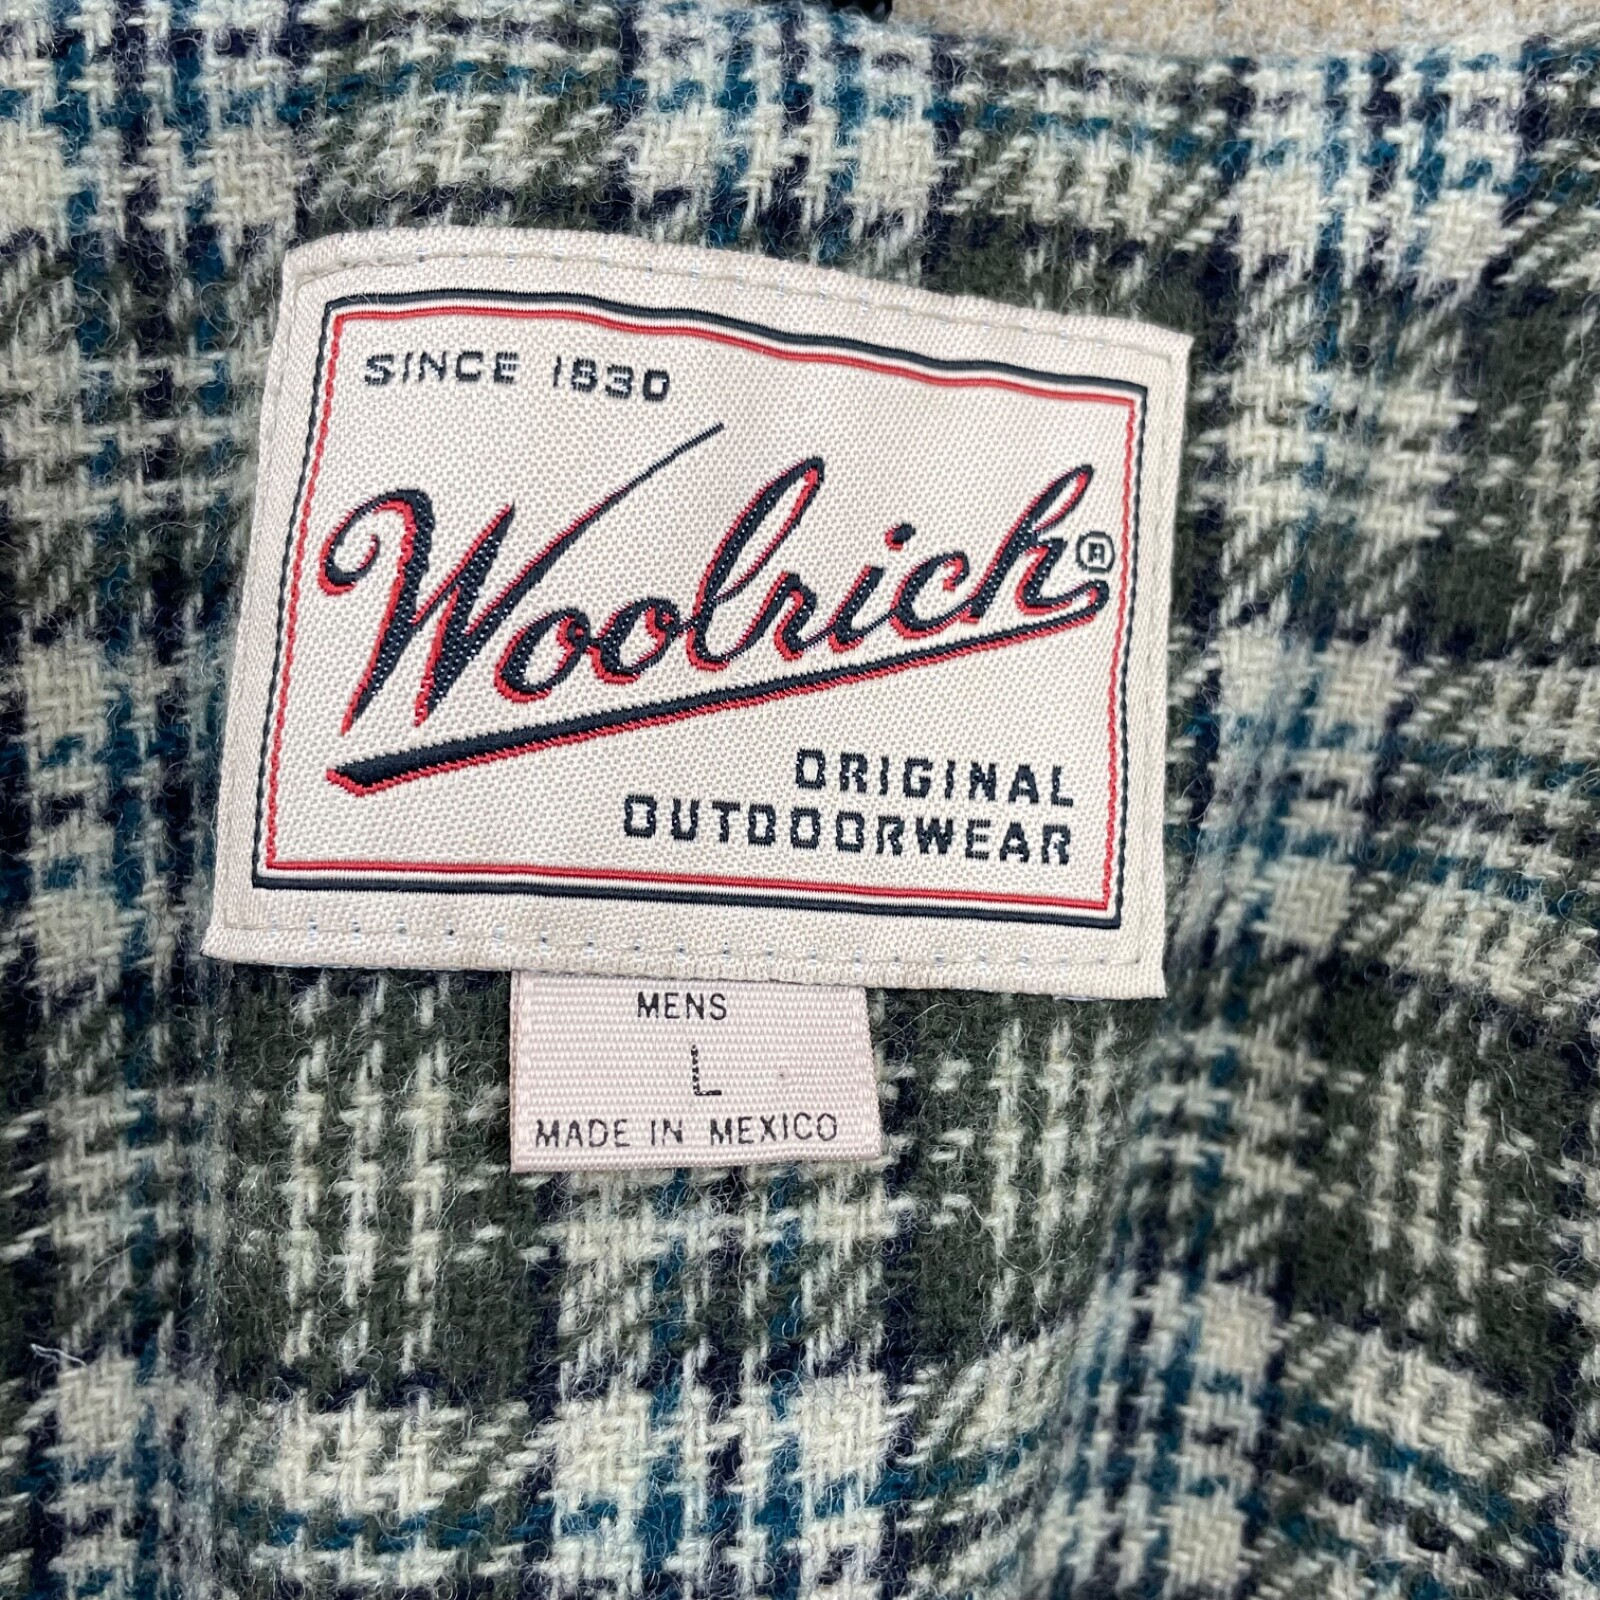 SINCE 1830
Woolrich®
ORIGINAL
OUTDOORWEAR
MENS
L
MADE IN MEXICO